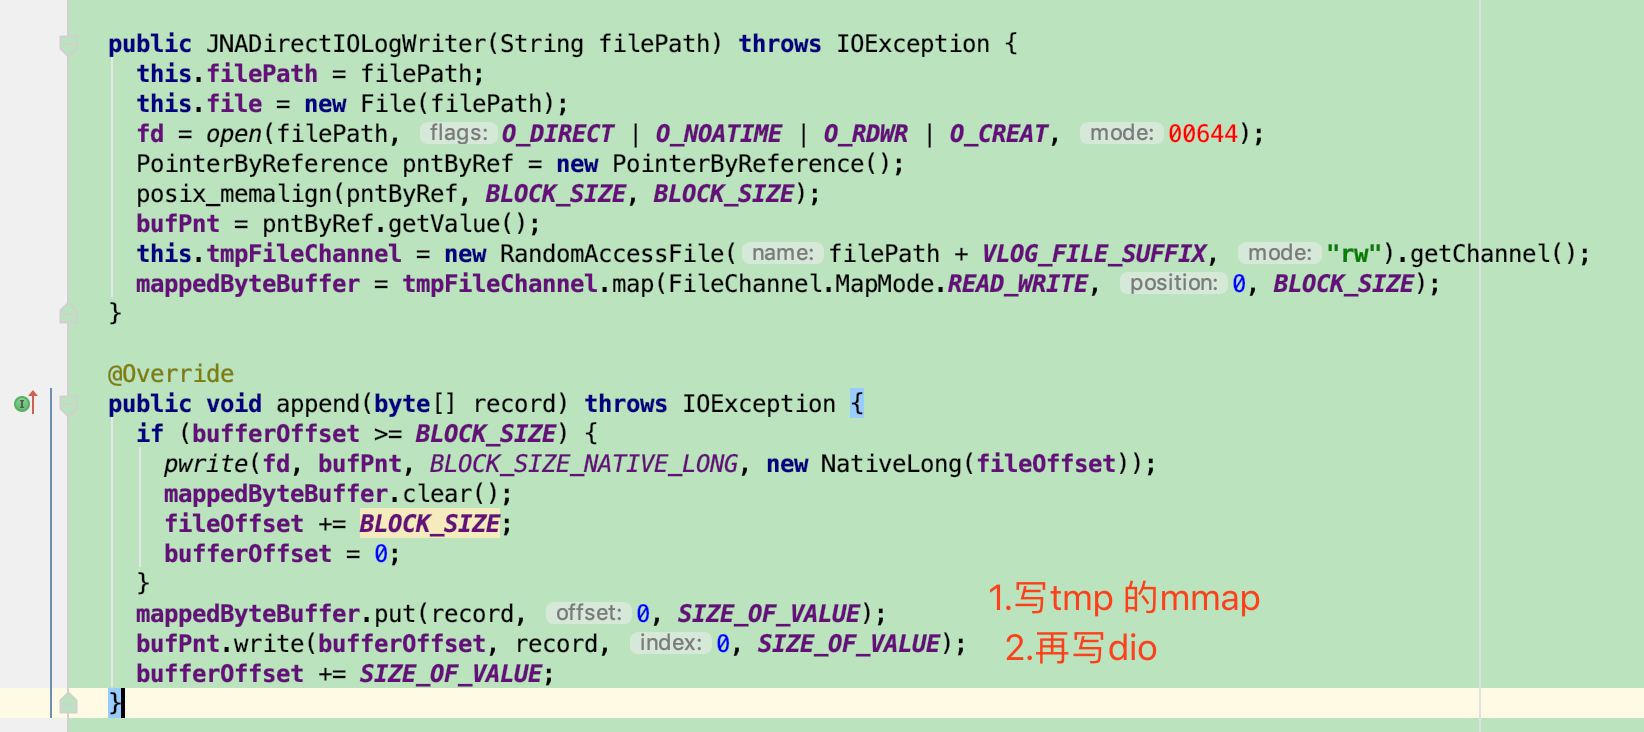 public JNADirectIOLogWriter(String filePath) throws IOException {
this.filePath = filePath;
this.file = new File(filePath);
fd = open(filePath, flags: O_DIRECT | O_NOATIME | O_RDWR | O_CREAT, mode: 00644);
PointerByReference pntByRef = new PointerByReference();
posix_memalign(pntByRef, BLOCK_SIZE, BLOCK_SIZE);
bufPnt = pntByRef.getValue();
this.tmpFileChannel = new RandomAccessFile( name: filePath + VLOG_FILE_SUFFIX, mode: "rw").getChannel();
mappedByteBuffer = tmpFileChannel.map(FileChannel.MapMode.READ_WRITE, position: 0, BLOCK_SIZE);
}
@Override
public void append(byte[] record) throws IOException {
if (bufferOffset >= BLOCK_SIZE) {
pwrite(fd, bufPnt, BLOCK_SIZE_NATIVE_LONG, new NativeLong(fileOffset));
mappedByteBuffer.clear();
fileOffset += BLOCK_SIZE;
bufferOffset = 0;
}
mappedByteBuffer.put(record, offset: 0, SIZE_OF_VALUE);
1.写tmp 的mmap
bufPnt.write(bufferOffset, record, index: 0, SIZE_OF_VALUE);
2.再写dio
bufferOffset += SIZE_OF_VALUE;
}